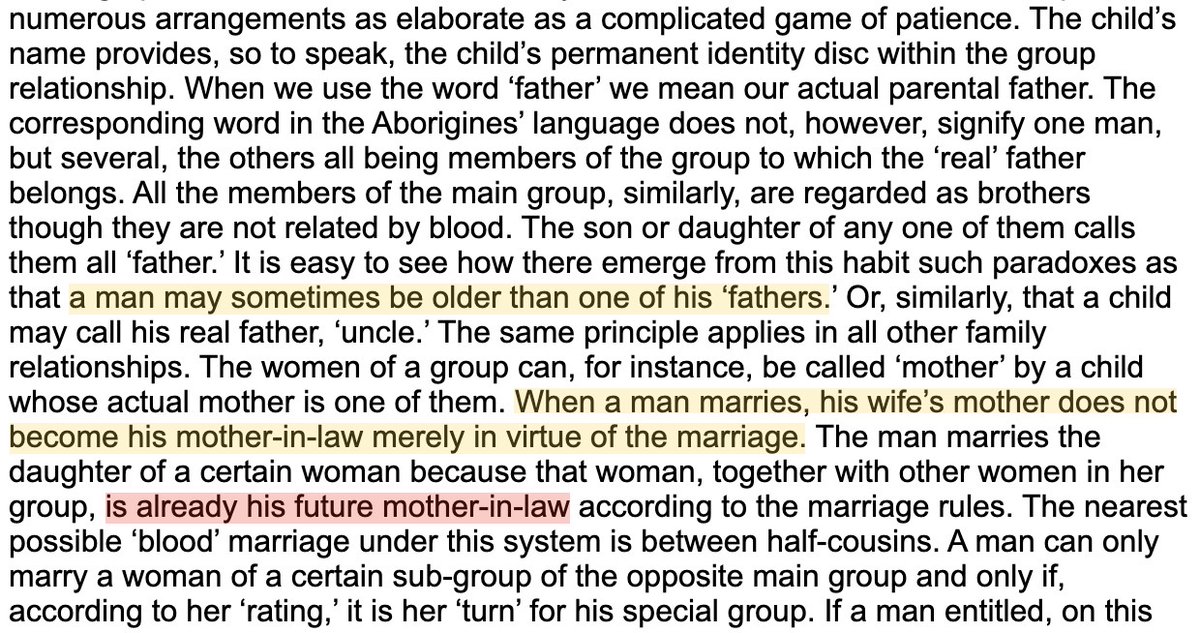 numerous arrangements as elaborate as a complicated game of patience. The child’s
name provides, so to speak, the child’s permanent identity disc within the group
relationship. When we use the word ‘father’ we mean our actual parental father. The
corresponding word in the Aborigines’ language does not, however, signify one man,
but several, the others all being members of the group to which the ‘real’ father
belongs. All the members of the main group, similarly, are regarded as brothers
though they are not related by blood. The son or daughter of any one of them calls
them all ‘father.’ It is easy to see how there emerge from this habit such paradoxes as
that a man may sometimes be older than one of his ‘fathers.’ Or, similarly, that a child
may call his real father, ‘uncle.’ The same principle applies in all other family
relationships. The women of a group can, for instance, be called ‘mother’ by a child
whose actual mother is one of them. When a man marries, his wife’s mother does not
become his mother-in-law merely in virtue of the marriage. The man marries the
daughter of a certain woman because that woman, together with other women in her
group, is already his future mother-in-law according to the marriage rules. The nearest
possible ‘blood’ marriage under this system is between half-cousins. A man can only
marry a woman of a certain sub-group of the opposite main group and only if,
according to her ‘rating,’ it is her ‘turn’ for his special group. If a man entitled, on this